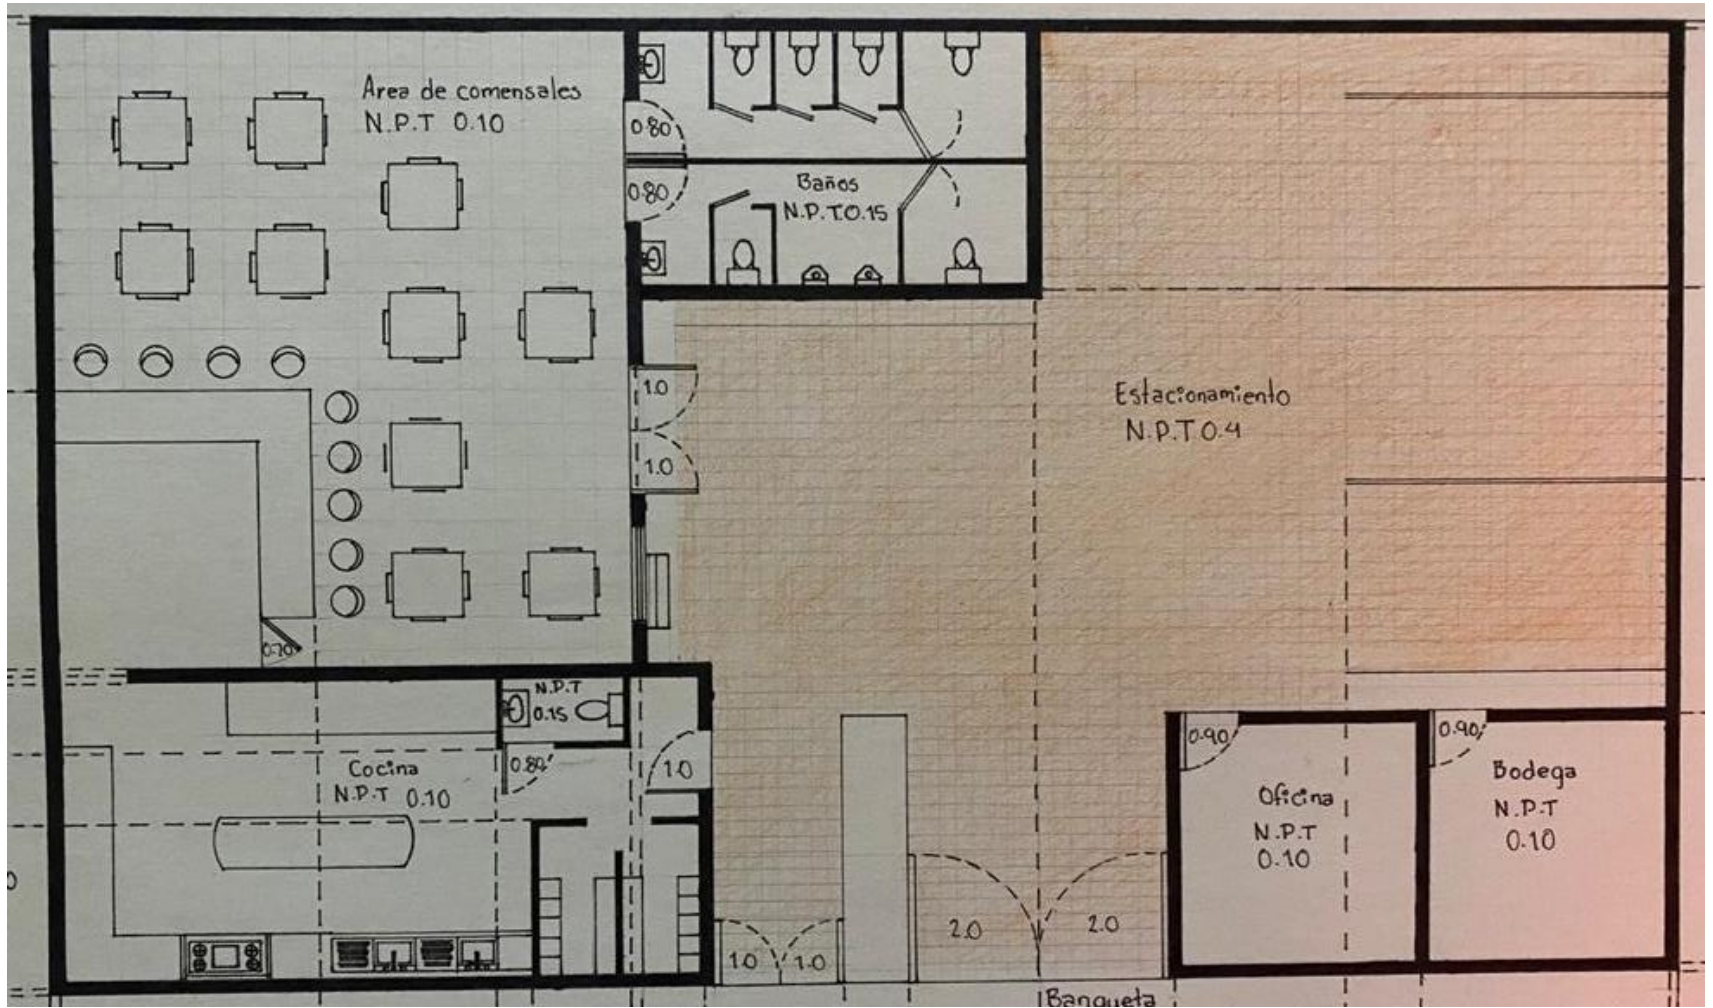 Area de comensales
N.P.T 0.10
0.80
0.80
Baños
N.P.T.0.15
1.0
1.0
Estacionamiento
N.P.T 0.4
0.70
N.P.T
0.15
0.80
1.0
Cocina
N.P.T 0.10
0.90
0.90
Oficina
N.P.T
0.10
Bodega
N.P.T
0.10
2.0
2.0
1.0
1.0
Banqueta